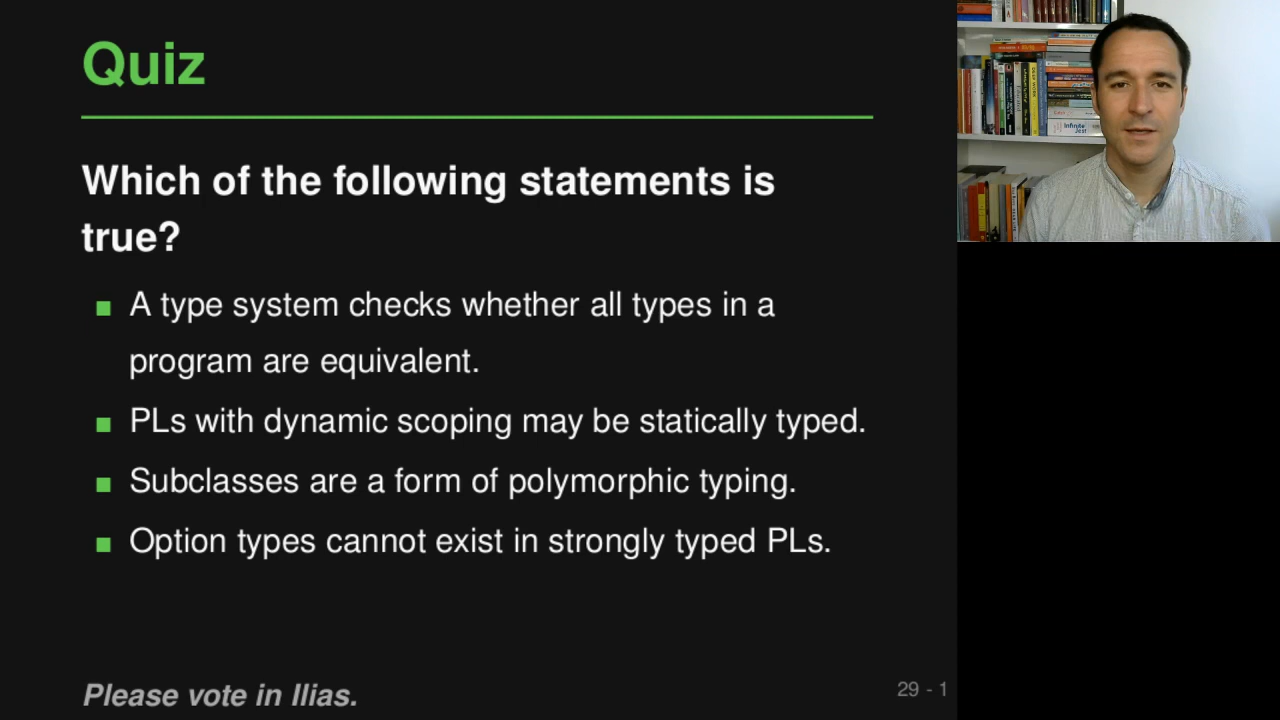 Quiz
Which of the following statements is
true?
A type system checks whether all types in a
program are equivalent.
PLs with dynamic scoping may be statically typed.
Subclasses are a form of polymorphic typing.
Option types cannot exist in strongly typed PLs.
Please vote in Ilias.
29 - 1
Infinite
Jest